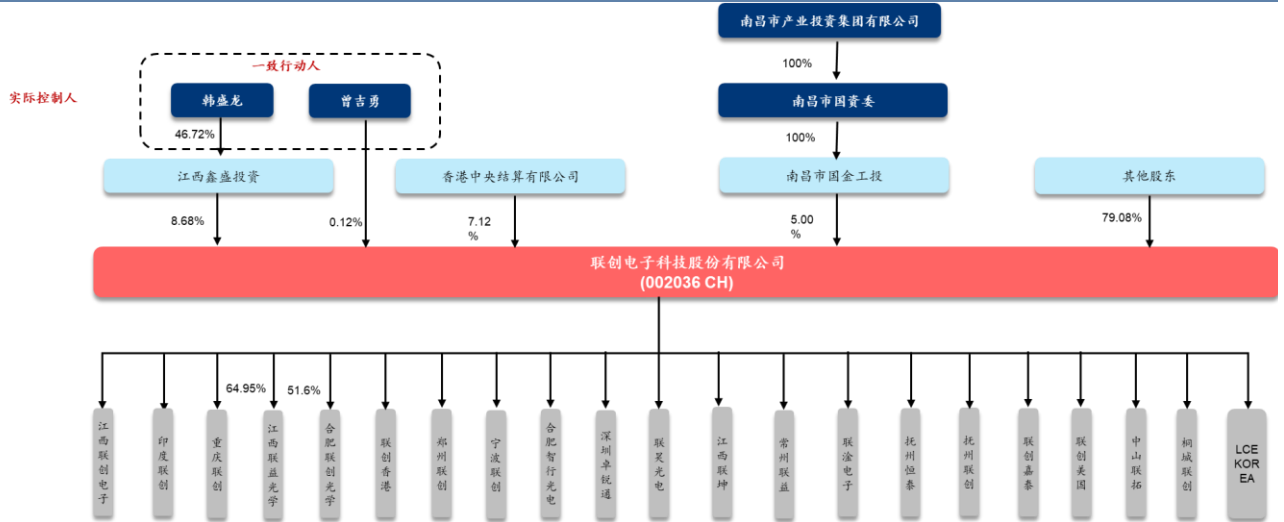 南昌市产业投资集团有限公司
100%
一致行动人
实际控制人
韩盛龙
曾吉勇
南昌市国资委
46.72%
100%
江西鑫盛投资
香港中央结算有限公司
南昌市国金工投
其他股东
8.68%
0.12%
7.12
%
5.00
%
79.08%
联创电子科技股份有限公司
(002036 CH)
64.95%
51.6%
江西联创电子
印度联创
重庆联创
江西联益光学
合肥联创光学
联创香港
郑州联创
宁波联创
合肥智行光电
深圳卓锐通
联昊光电
江西联坤
常州联益
联淦电子
抚州恒泰
抚州联创
联创嘉泰
联创美国
中山联拓
桐城联创
LCE
KOR
EA